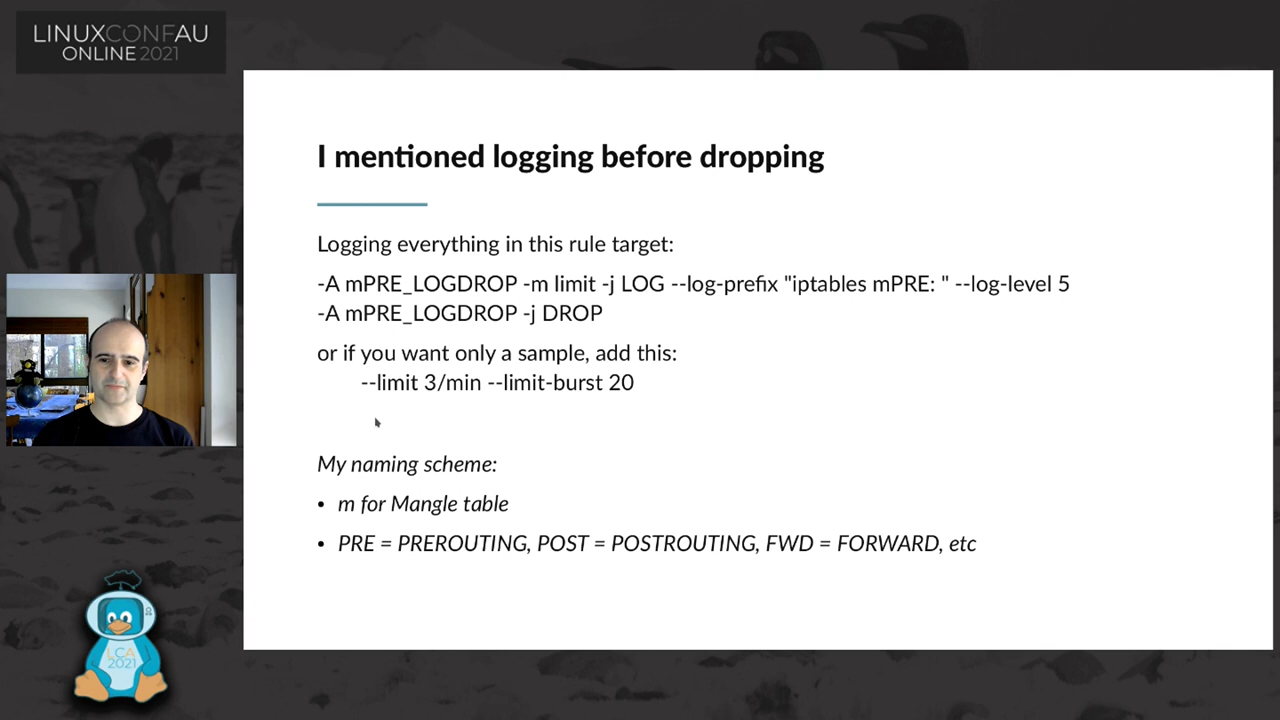 LINUXCONFAU
ONLINE 2021
I mentioned logging before dropping
Logging everything in this rule target:
-A mPRE_LOGDROP -m limit -j LOG --log-prefix "iptables mPRE: " --log-level 5
-A mPRE_LOGDROP -j DROP
or if you want only a sample, add this:
--limit 3/min --limit-burst 20
My naming scheme:
• m for Mangle table
• PRE = PREROUTING, POST = POSTROUTING, FWD = FORWARD, etc
LCA
2021